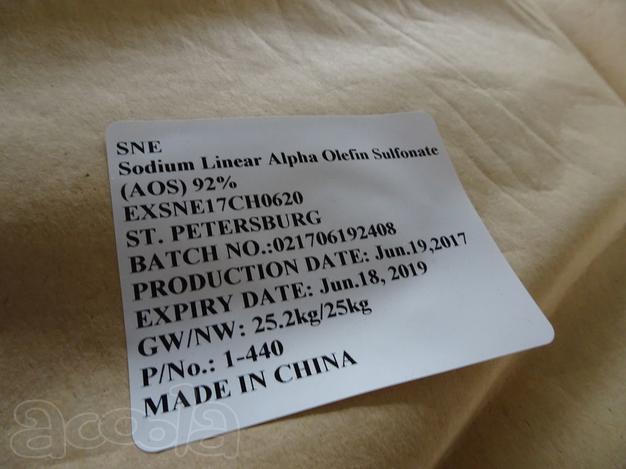 SNE
Sodium Linear Alpha Olefin Sulfonate
(AOS) 92%
EXSNE17CH0620
ST. PETERSBURG
BATCH NO.:021706192408
PRODUCTION DATE: Jun.19,2017
EXPIRY DATE: Jun.18, 2019
GW/NW: 25.2kg/25kg
P/No.: 1-440
MADE IN CHINA
accola